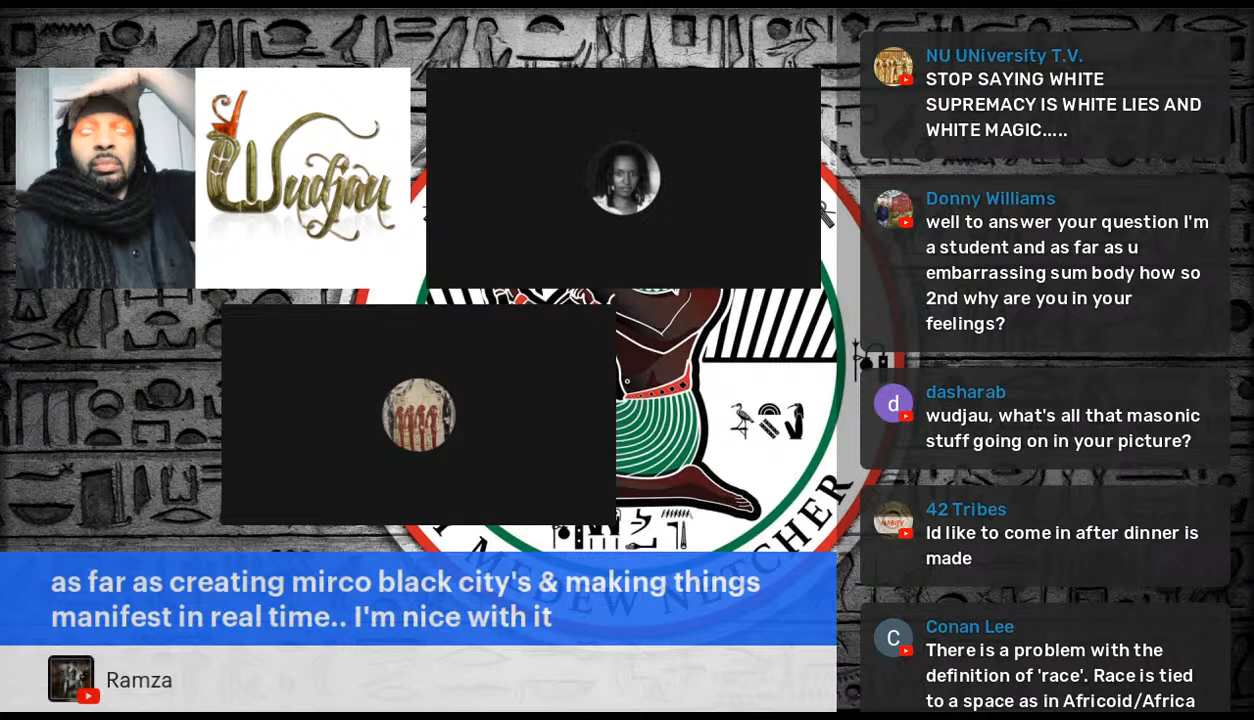 Wudjau
MEDEW NETCHER
as far as creating mirco black city's & making things
manifest in real time.. I'm nice with it
Ramza
NU UNiversity T.V.
STOP SAYING WHITE
SUPREMACY IS WHITE LIES AND
WHITE MAGIC.....
Donny Williams
well to answer your question I'm
a student and as far as u
embarrassing sum body how so
2nd why are you in your
feelings?
d
dasharab
wudjau, what's all that masonic
stuff going on in your picture?
42 Tribes
Id like to come in after dinner is
made
C
Conan Lee
There is a problem with the
definition of 'race'. Race is tied
to a space as in Africoid/Africa